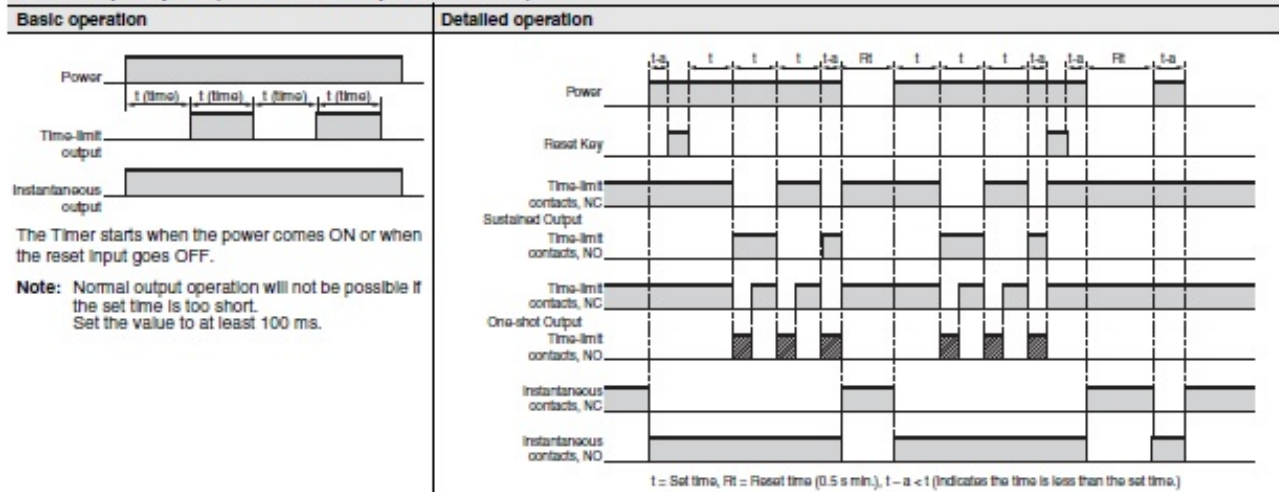 Basic operation
Detailed operation
Power
t (time)
t (time)
t (time)
t (time)
Time-limit
output
Instantaneous
output
The Timer starts when the power comes ON or when
the reset input goes OFF.
Note: Normal output operation will not be possible if
the set time is too short.
Set the value to at least 100 ms.
t-a
t
t
t
t-a
Rt
t
t
t
t-a
t-a
Rt
t-a
Power
Reset Key
Time-limit
contacts, NC
Sustained Output
Time-limit
contacts, NO
Time-limit
contacts, NC
One-shot Output
Time-limit
contacts, NO
Instantaneous
contacts, NC
Instantaneous
contacts, NO
t = Set time, Rt = Reset time (0.5 s min.), t – a < t (Indicates the time is less than the set time.)